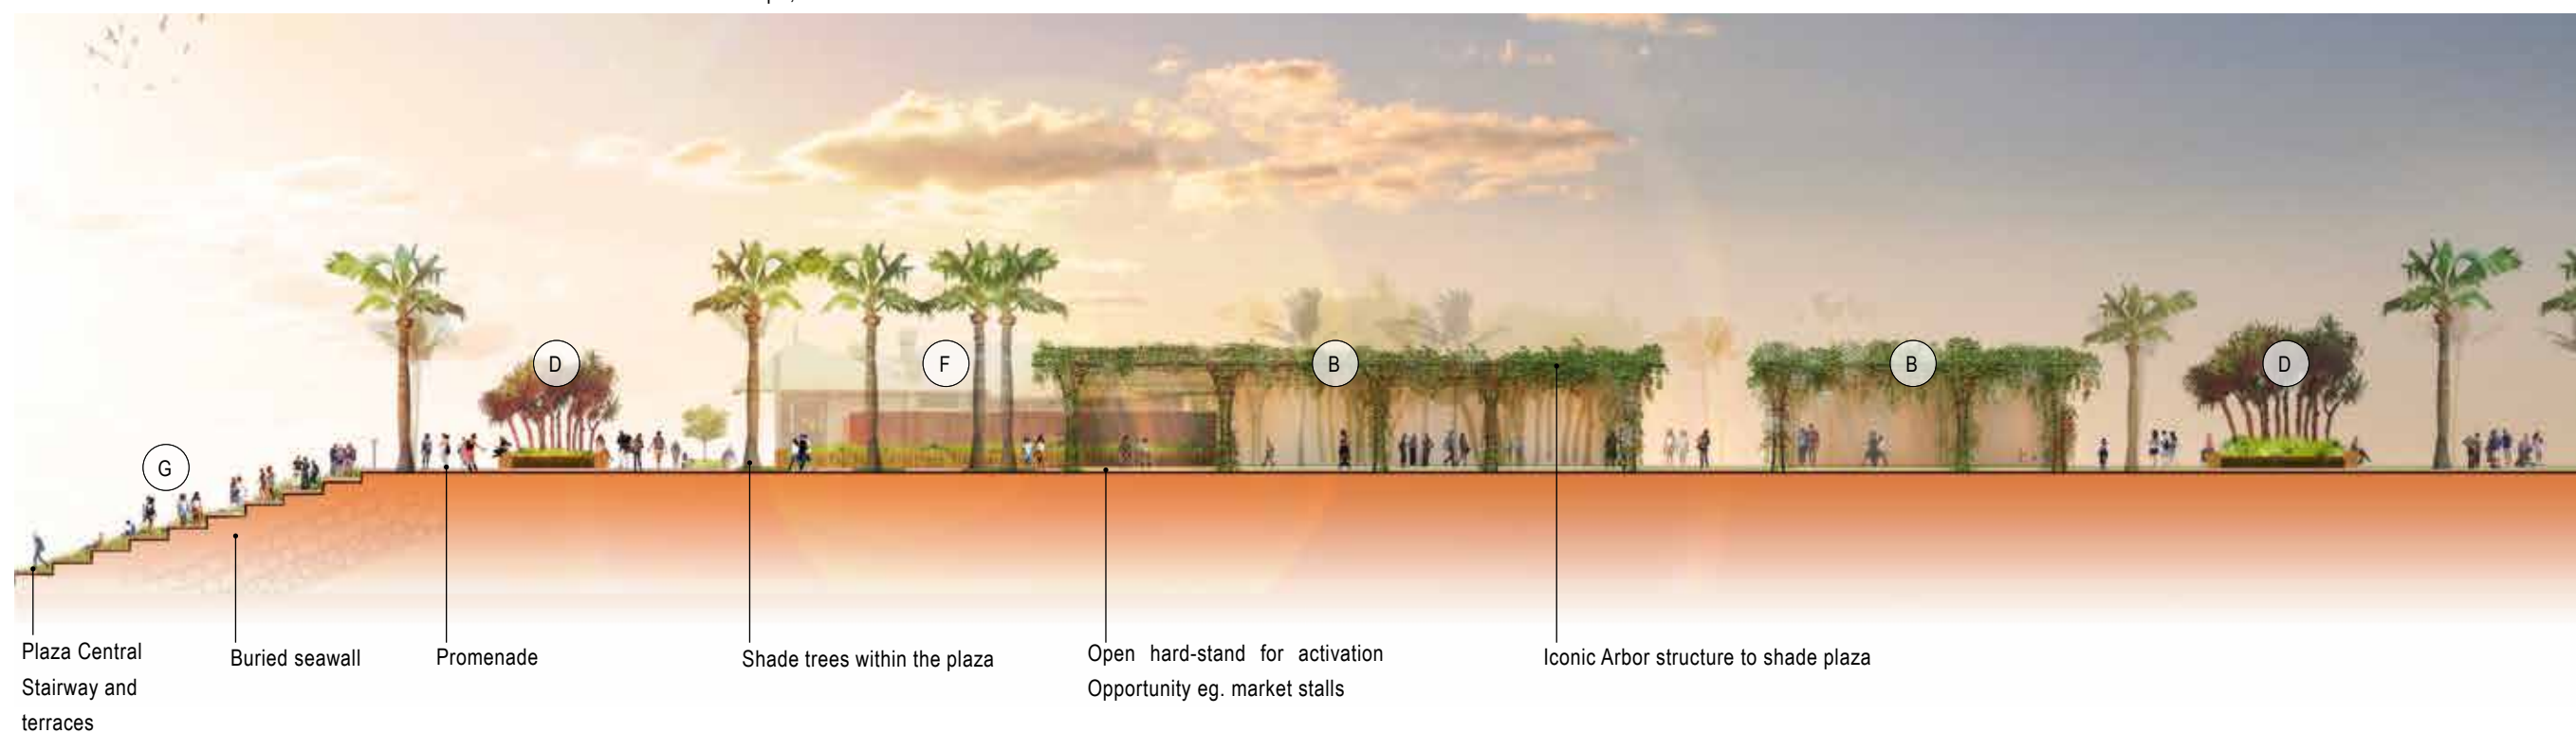 D
F
B
B
D
G
Plaza Central
Stairway and
terraces
Buried seawall
Promenade
Shade trees within the plaza
Open hard-stand for activation
Opportunity eg. market stalls
Iconic Arbor structure to shade plaza